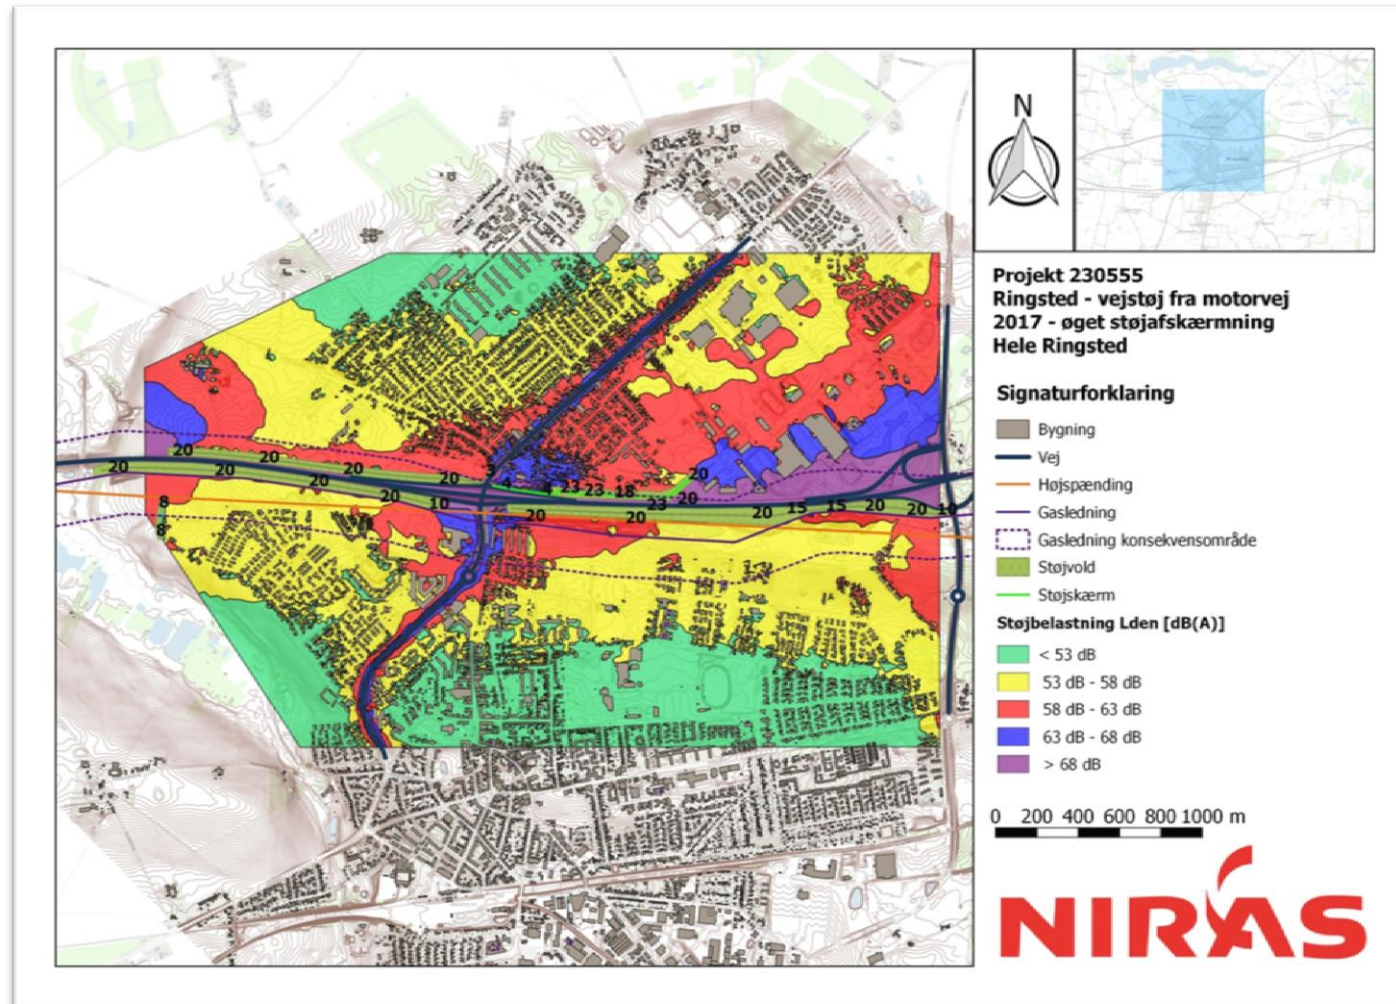 N
Projekt 230555
Ringsted - vejstøj fra motorvej
2017 - øget støjafskærmning
Hele Ringsted
Signaturforklaring
Bygning
Vej
Højspænding
Gasledning
Gasledning konsekvensområde
Støjvold
Støjskærm
Støjbelastning Lden [dB(A)]
< 53 dB
53 dB - 58 dB
58 dB - 63 dB
63 dB - 68 dB
> 68 dB
0 200 400 600 800 1000 m
NIRAS
20 20 20 20 20 3 20
20 20 20 20 10 4 4 23 23 18 23 20
8 8 20 20 20 15 15 20 20 10